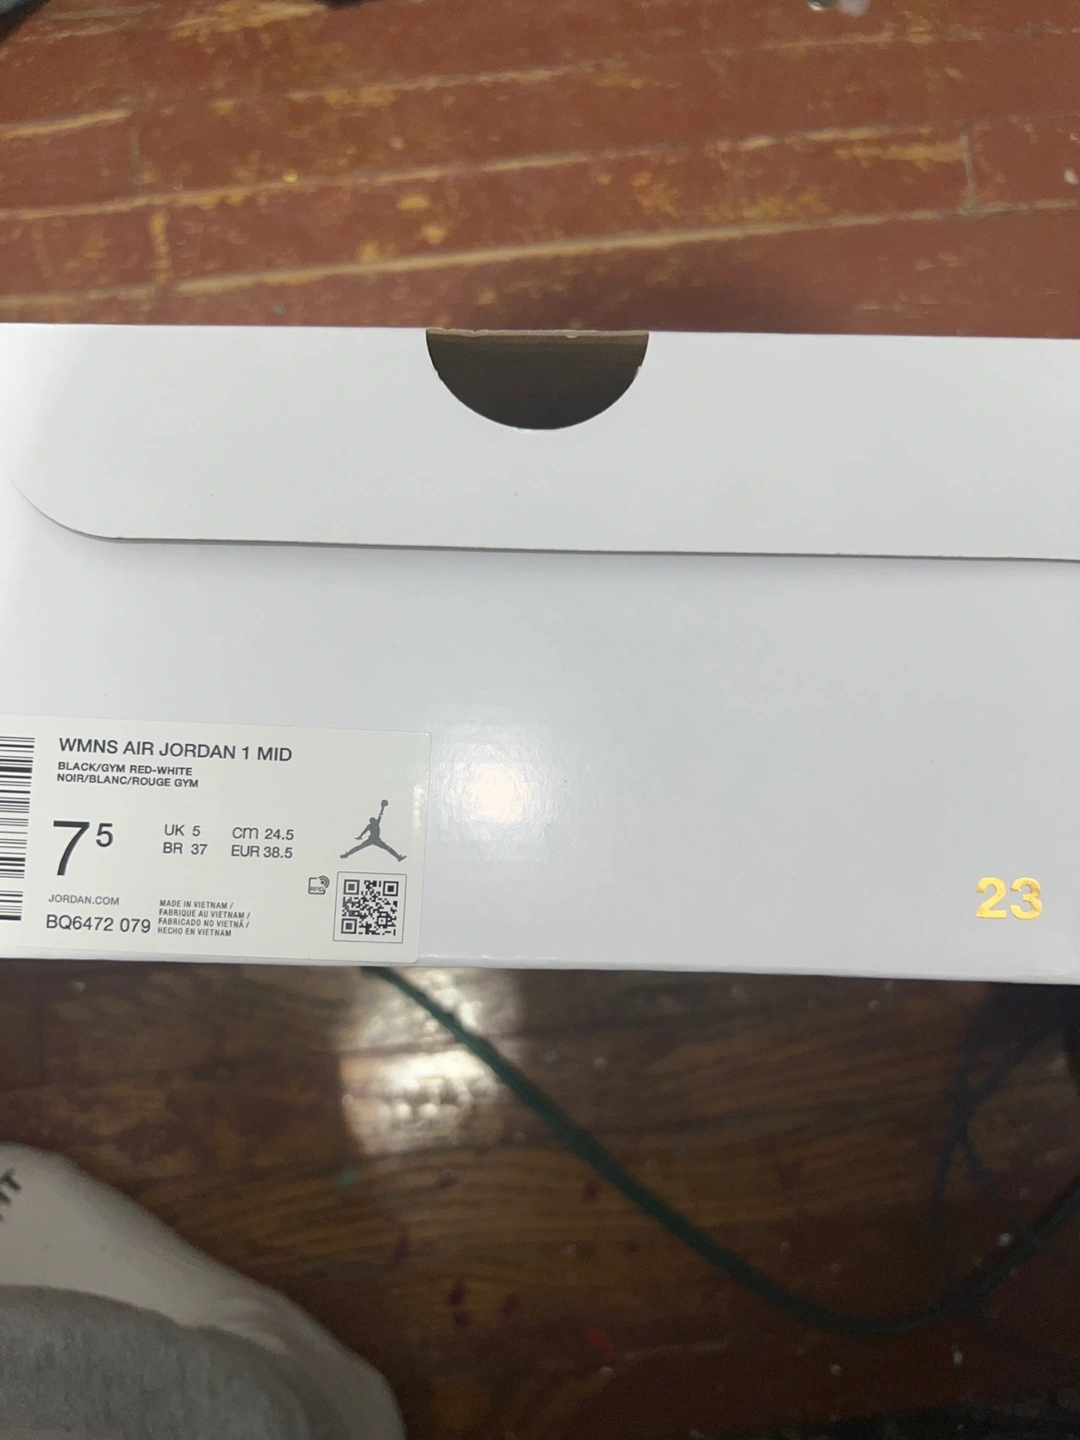 WMNS AIR JORDAN 1 MID
BLACK/GYM RED-WHITE
NOIR/BLANC/ROUGE GYM
7 5
UK 5 cm 24.5
BR 37 EUR 38.5
RFID
JORDAN.COM
BQ6472 079
MADE IN VIETNAM /
FABRIQUE AU VIETNAM /
FABRICADO NO VIETNÃ /
HECHO EN VIETNAM
23